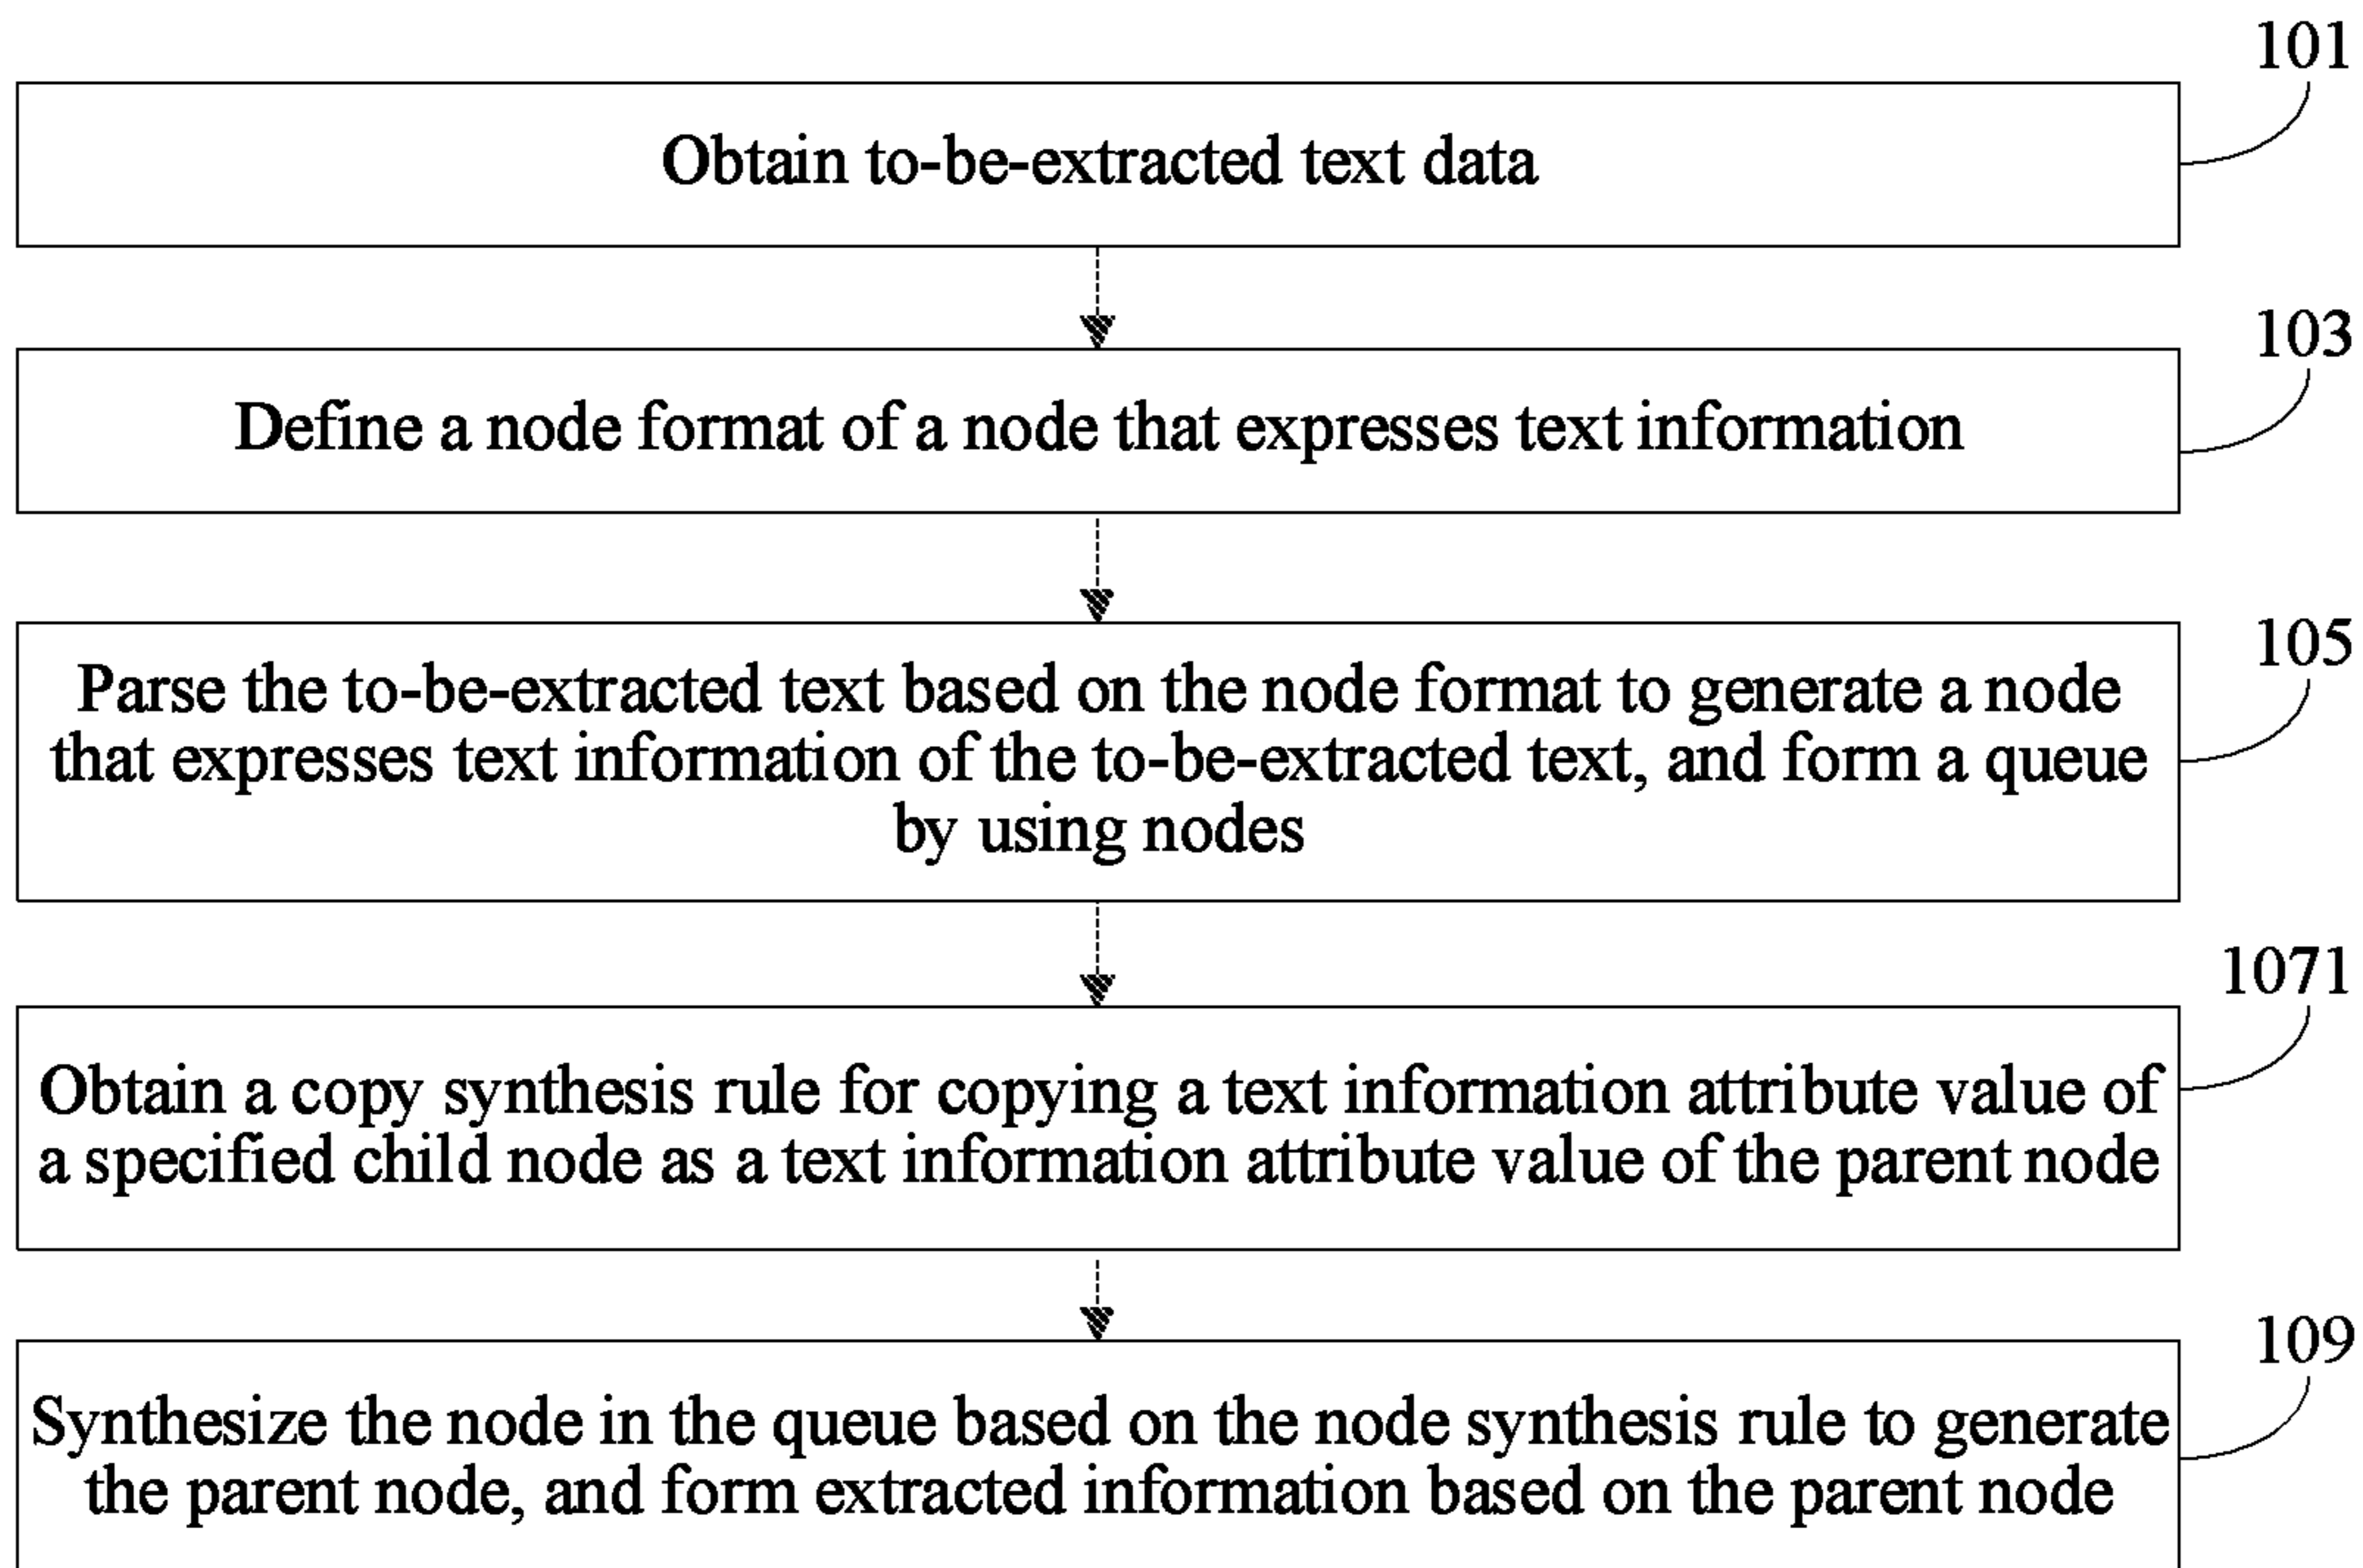 101
Obtain to-be-extracted text data
103
Define a node format of a node that expresses text information
105
Parse the to-be-extracted text based on the node format to generate a node
that expresses text information of the to-be-extracted text, and form a queue
by using nodes
1071
Obtain a copy synthesis rule for copying a text information attribute value of
a specified child node as a text information attribute value of the parent node
109
Synthesize the node in the queue based on the node synthesis rule to generate
the parent node, and form extracted information based on the parent node